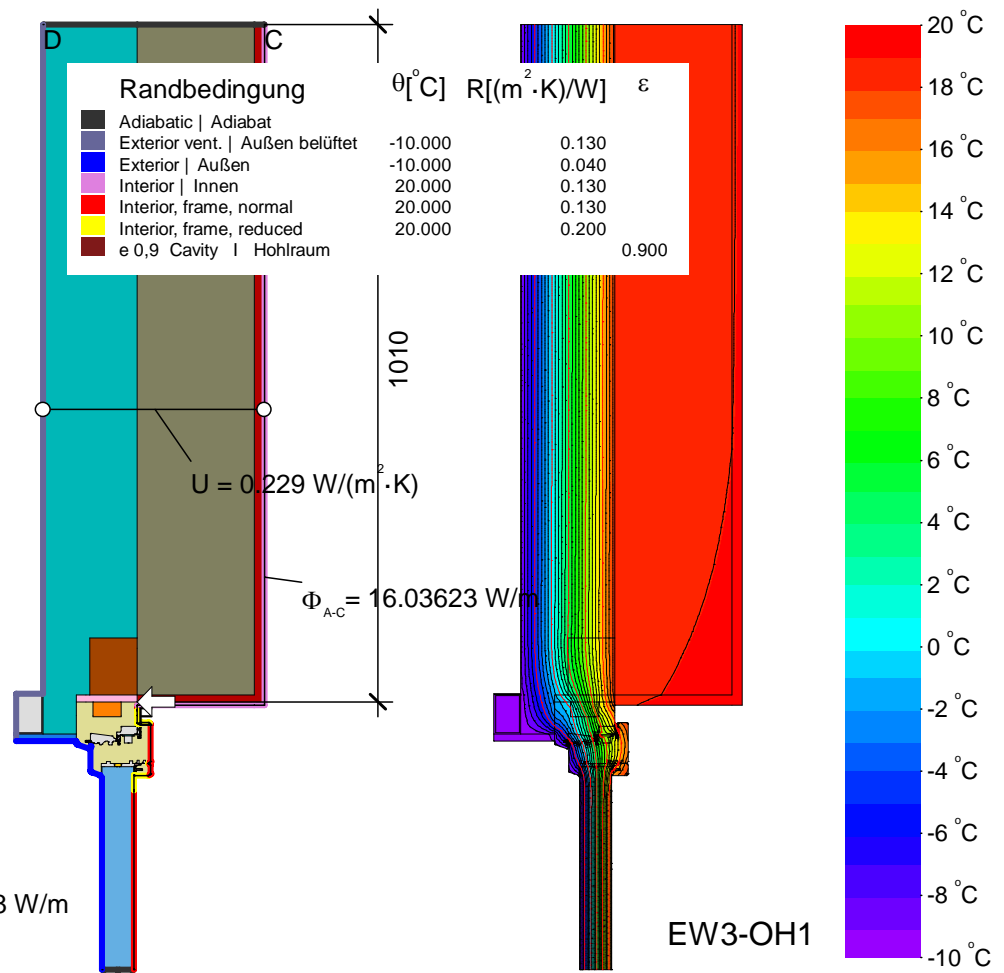 D
C
Randbedingung θ[°C] R[(m²·K)/W] ε
Adiabatic | Adiabat
Exterior vent. | Außen belüftet -10.000 0.130
Exterior | Außen -10.000 0.040
Interior | Innen 20.000 0.130
Interior, frame, normal 20.000 0.130
Interior, frame, reduced 20.000 0.200
e 0,9 Cavity I Hohlraum 0.900
1010
U = 0.229 W/(m²·K)
Φ_A-C = 16.03623 W/m
3 W/m
EW3-OH1
20 °C
18 °C
16 °C
14 °C
12 °C
10 °C
8 °C
6 °C
4 °C
2 °C
0 °C
-2 °C
-4 °C
-6 °C
-8 °C
-10 °C